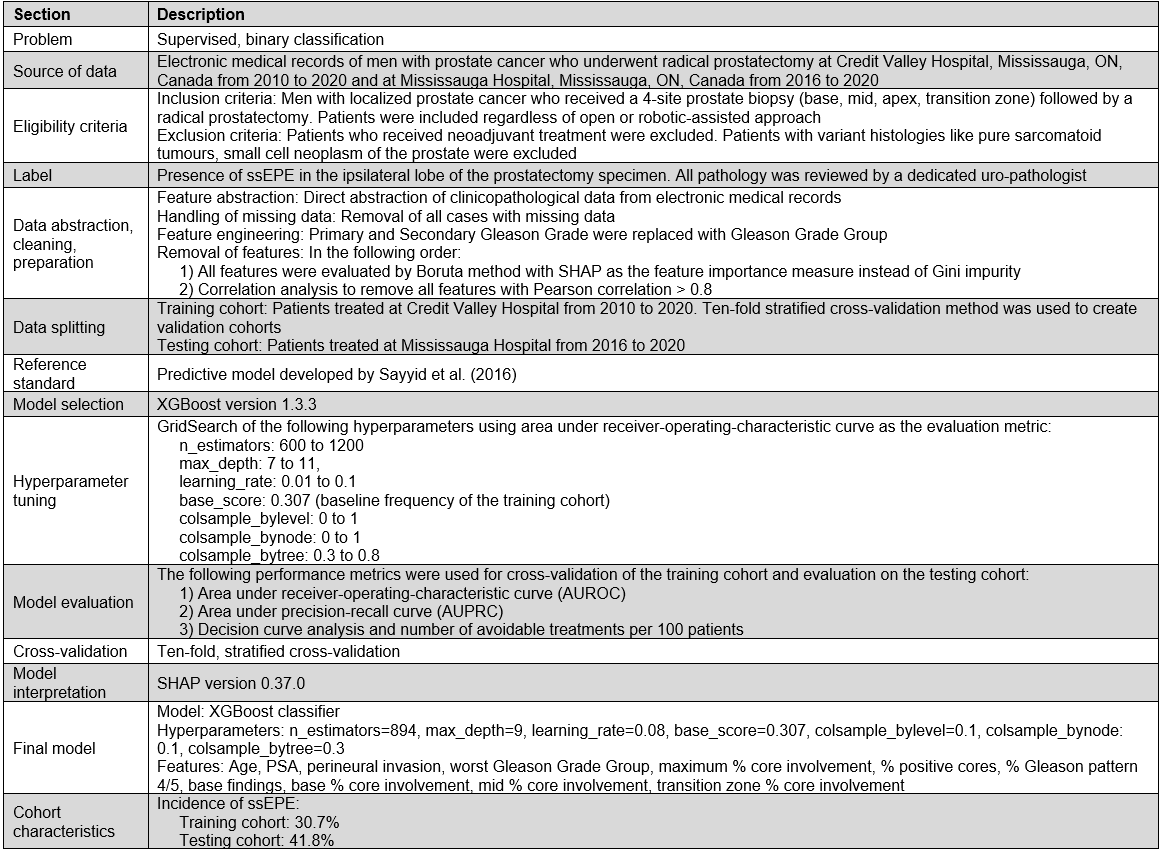 Section Description
Problem Supervised, binary classification
Source of data Electronic medical records of men with prostate cancer who underwent radical prostatectomy at Credit Valley Hospital, Mississauga, ON,
Canada from 2010 to 2020 and at Mississauga Hospital, Mississauga, ON, Canada from 2016 to 2020
Eligibility criteria Inclusion criteria: Men with localized prostate cancer who received a 4-site prostate biopsy (base, mid, apex, transition zone) followed by a
radical prostatectomy. Patients were included regardless of open or robotic-assisted approach
Exclusion criteria: Patients who received neoadjuvant treatment were excluded. Patients with variant histologies like pure sarcomatoid
tumours, small cell neoplasm of the prostate were excluded
Label Presence of ssEPE in the ipsilateral lobe of the prostatectomy specimen. All pathology was reviewed by a dedicated uro-pathologist
Data abstraction,
cleaning,
preparation
Feature abstraction: Direct abstraction of clinicopathological data from electronic medical records
Handling of missing data: Removal of all cases with missing data
Feature engineering: Primary and Secondary Gleason Grade were replaced with Gleason Grade Group
Removal of features: In the following order:
1) All features were evaluated by Boruta method with SHAP as the feature importance measure instead of Gini impurity
2) Correlation analysis to remove all features with Pearson correlation > 0.8
Data splitting Training cohort: Patients treated at Credit Valley Hospital from 2010 to 2020. Ten-fold stratified cross-validation method was used to create
validation cohorts
Testing cohort: Patients treated at Mississauga Hospital from 2016 to 2020
Reference
standard
Predictive model developed by Sayyid et al. (2016)
Model selection XGBoost version 1.3.3
Hyperparameter
tuning
GridSearch of the following hyperparameters using area under receiver-operating-characteristic curve as the evaluation metric:
n_estimators: 600 to 1200
max_depth: 7 to 11,
learning_rate: 0.01 to 0.1
base_score: 0.307 (baseline frequency of the training cohort)
colsample_bylevel: 0 to 1
colsample_bynode: 0 to 1
colsample_bytree: 0.3 to 0.8
Model evaluation The following performance metrics were used for cross-validation of the training cohort and evaluation on the testing cohort:
1) Area under receiver-operating-characteristic curve (AUROC)
2) Area under precision-recall curve (AUPRC)
3) Decision curve analysis and number of avoidable treatments per 100 patients
Cross-validation Ten-fold, stratified cross-validation
Model
interpretation
SHAP version 0.37.0
Final model Model: XGBoost classifier
Hyperparameters: n_estimators=894, max_depth=9, learning_rate=0.08, base_score=0.307, colsample_bylevel=0.1, colsample_bynode:
0.1, colsample_bytree=0.3
Features: Age, PSA, perineural invasion, worst Gleason Grade Group, maximum % core involvement, % positive cores, % Gleason pattern
4/5, base findings, base % core involvement, mid % core involvement, transition zone % core involvement
Cohort
characteristics
Incidence of ssEPE:
Training cohort: 30.7%
Testing cohort: 41.8%